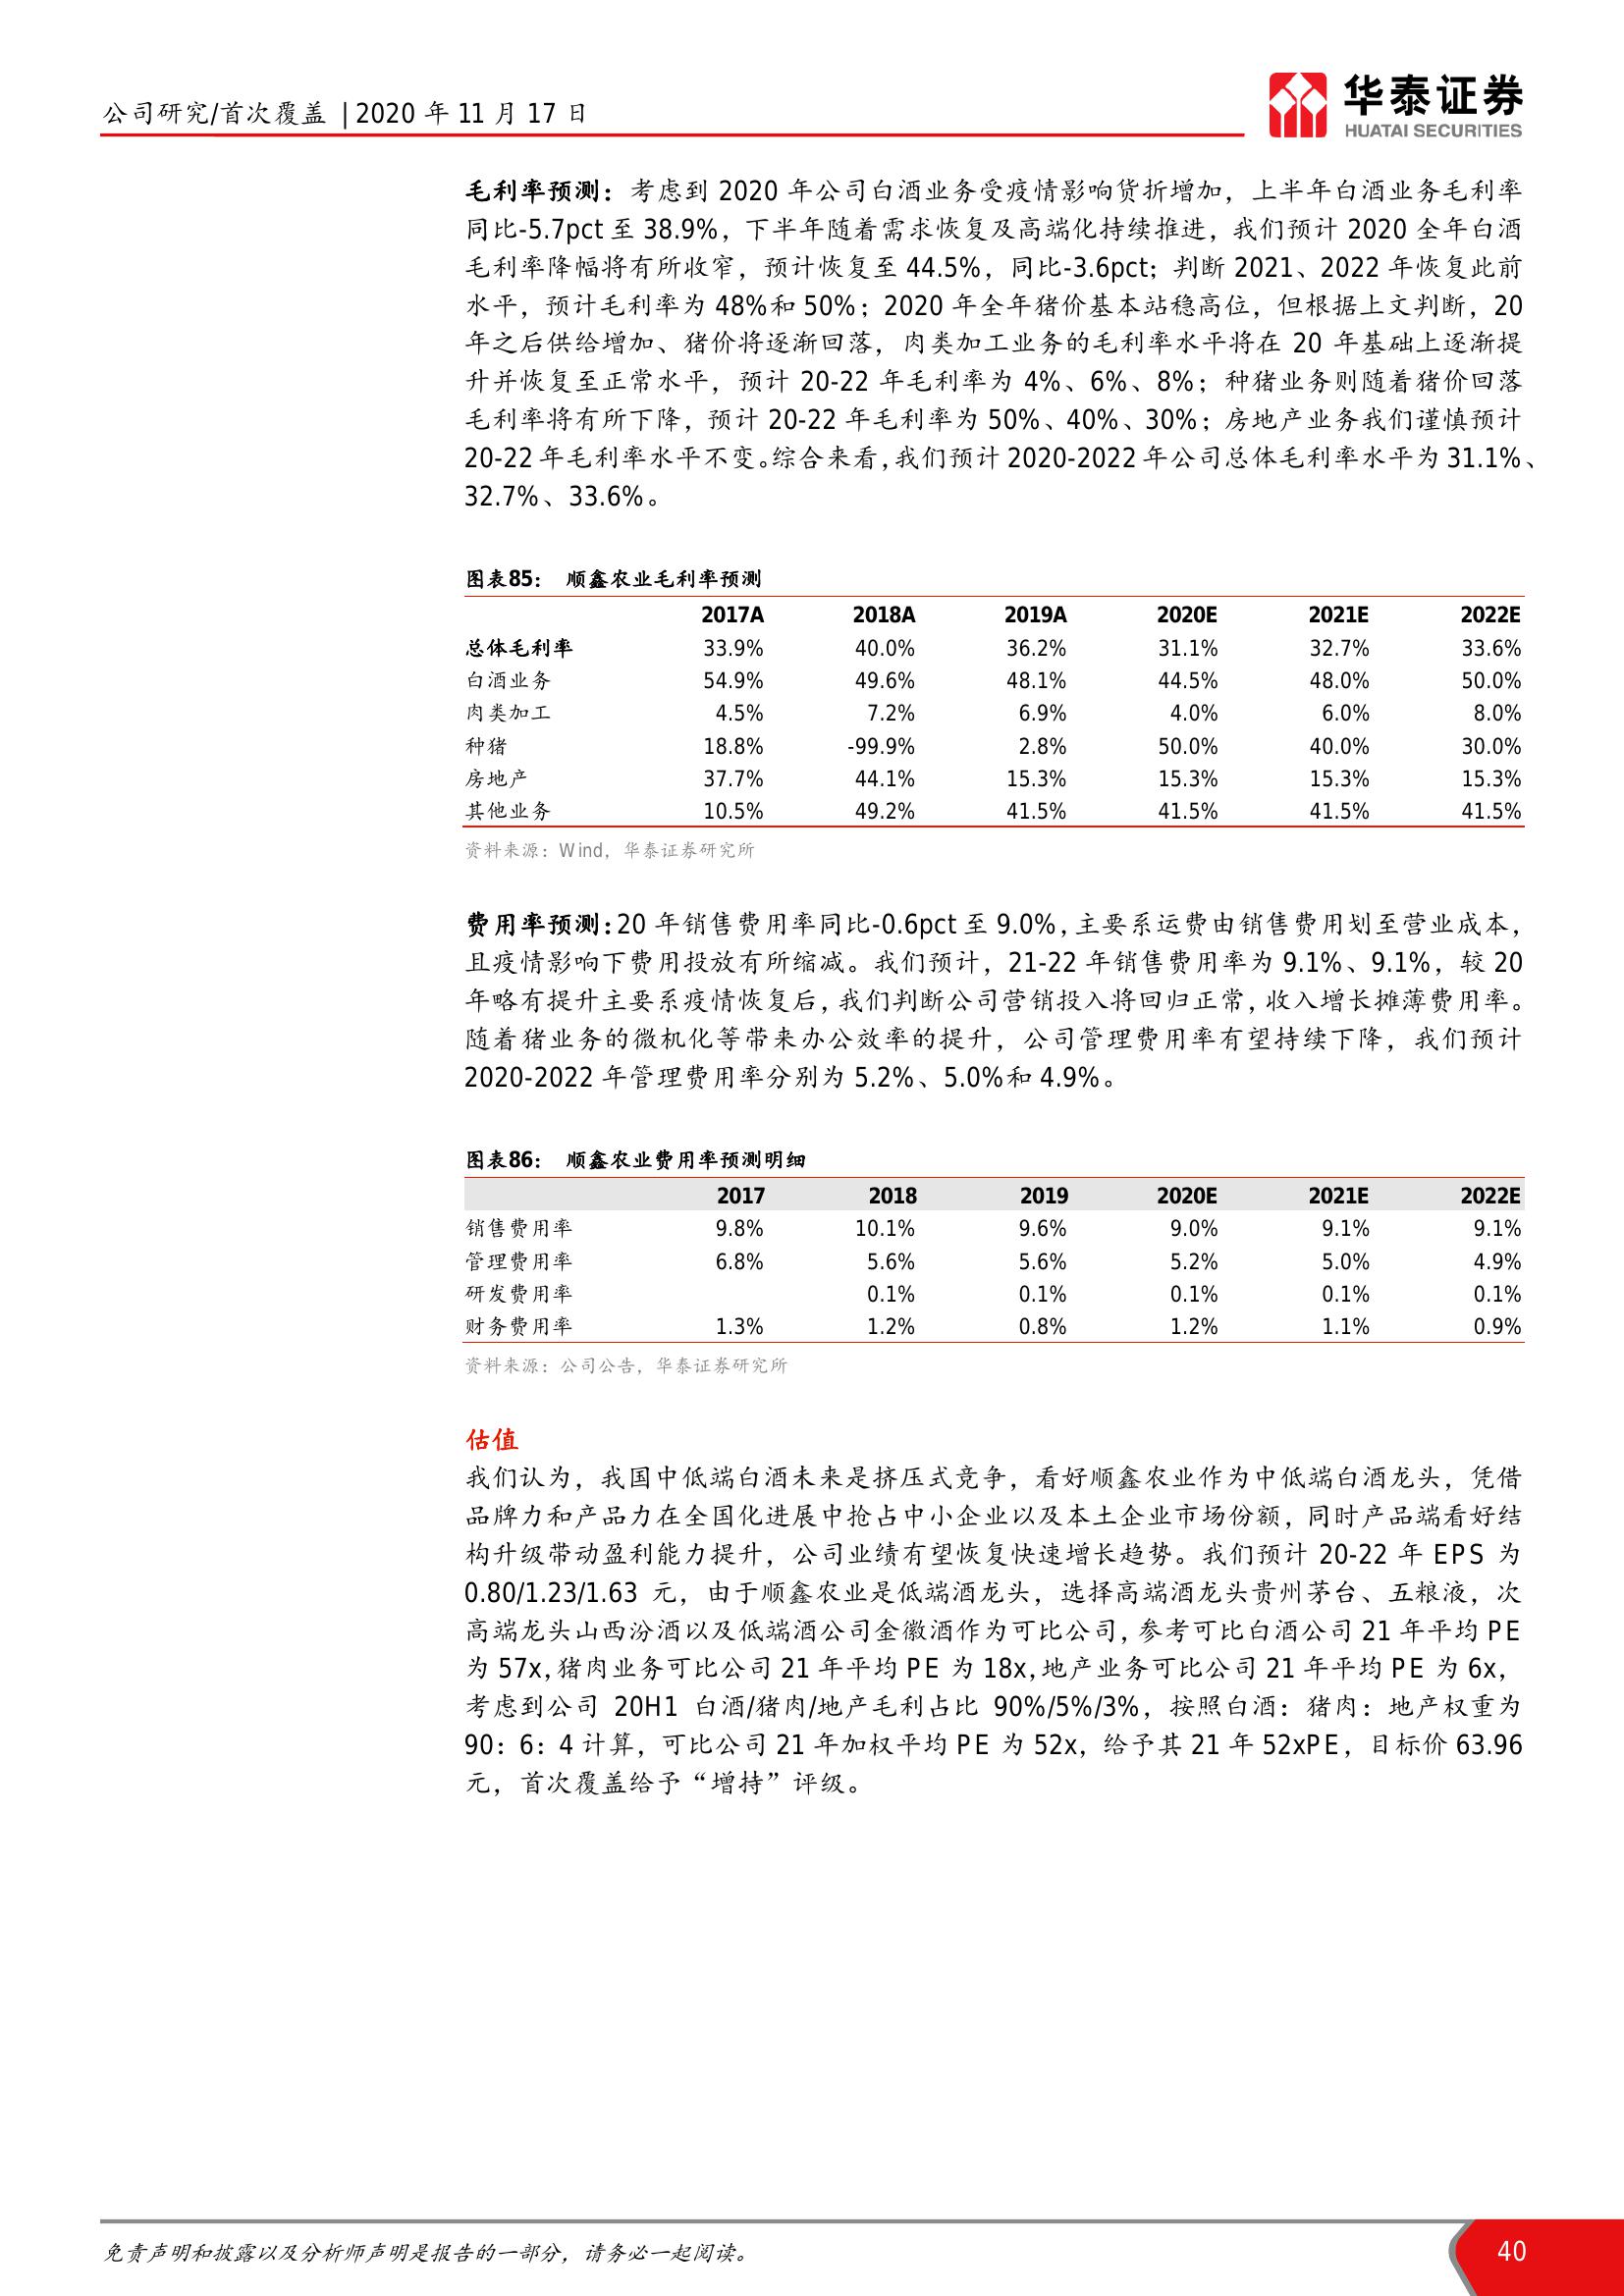 公司研究/首次覆盖 | 2020 年 11 月 17 日
华泰证券
HUATAI SECURITIES
毛利率预测：考虑到 2020 年公司白酒业务受疫情影响货折增加，上半年白酒业务毛利率
同比-5.7pct 至 38.9%，下半年随着需求恢复及高端化持续推进，我们预计 2020 全年白酒
毛利率降幅将有所收窄，预计恢复至 44.5%，同比-3.6pct；判断 2021、2022 年恢复此前
水平，预计毛利率为 48%和 50%；2020 年全年猪价基本站稳高位，但根据上文判断，20
年之后供给增加、猪价将逐渐回落，肉类加工业务的毛利率水平将在 20 年基础上逐渐提
升并恢复至正常水平，预计 20-22 年毛利率为 4%、6%、8%；种猪业务则随着猪价回落
毛利率将有所下降，预计 20-22 年毛利率为 50%、40%、30%；房地产业务我们谨慎预计
20-22 年毛利率水平不变。综合来看，我们预计 2020-2022 年公司总体毛利率水平为 31.1%、
32.7%、33.6%。
图表85： 顺鑫农业毛利率预测
2017A 2018A 2019A 2020E 2021E 2022E
总体毛利率 33.9% 40.0% 36.2% 31.1% 32.7% 33.6%
白酒业务 54.9% 49.6% 48.1% 44.5% 48.0% 50.0%
肉类加工 4.5% 7.2% 6.9% 4.0% 6.0% 8.0%
种猪 18.8% -99.9% 2.8% 50.0% 40.0% 30.0%
房地产 37.7% 44.1% 15.3% 15.3% 15.3% 15.3%
其他业务 10.5% 49.2% 41.5% 41.5% 41.5% 41.5%
资料来源：Wind，华泰证券研究所
费用率预测：20 年销售费用率同比-0.6pct 至 9.0%，主要系运费由销售费用划至营业成本，
且疫情影响下费用投放有所缩减。我们预计，21-22 年销售费用率为 9.1%、9.1%，较 20
年略有提升主要系疫情恢复后，我们判断公司营销投入将回归正常，收入增长摊薄费用率。
随着猪业务的微机化等带来办公效率的提升，公司管理费用率有望持续下降，我们预计
2020-2022 年管理费用率分别为 5.2%、5.0%和 4.9%。
图表86： 顺鑫农业费用率预测明细
2017 2018 2019 2020E 2021E 2022E
销售费用率 9.8% 10.1% 9.6% 9.0% 9.1% 9.1%
管理费用率 6.8% 5.6% 5.6% 5.2% 5.0% 4.9%
研发费用率 0.1% 0.1% 0.1% 0.1% 0.1%
财务费用率 1.3% 1.2% 0.8% 1.2% 1.1% 0.9%
资料来源：公司公告，华泰证券研究所
估值
我们认为，我国中低端白酒未来是挤压式竞争，看好顺鑫农业作为中低端白酒龙头，凭借
品牌力和产品力在全国化进展中抢占中小企业以及本土企业市场份额，同时产品端看好结
构升级带动盈利能力提升，公司业绩有望恢复快速增长趋势。我们预计 20-22 年 EPS 为
0.80/1.23/1.63 元，由于顺鑫农业是低端酒龙头，选择高端酒龙头贵州茅台、五粮液，次
高端龙头山西汾酒以及低端酒公司金徽酒作为可比公司，参考可比白酒公司 21 年平均 PE
为 57x，猪肉业务可比公司 21 年平均 PE 为 18x，地产业务可比公司 21 年平均 PE 为 6x，
考虑到公司 20H1 白酒/猪肉/地产毛利占比 90%/5%/3%，按照白酒：猪肉：地产权重为
90：6：4 计算，可比公司 21 年加权平均 PE 为 52x，给予其 21 年 52xPE，目标价 63.96
元，首次覆盖给予“增持”评级。
免责声明和披露以及分析师声明是报告的一部分，请务必一起阅读。
40